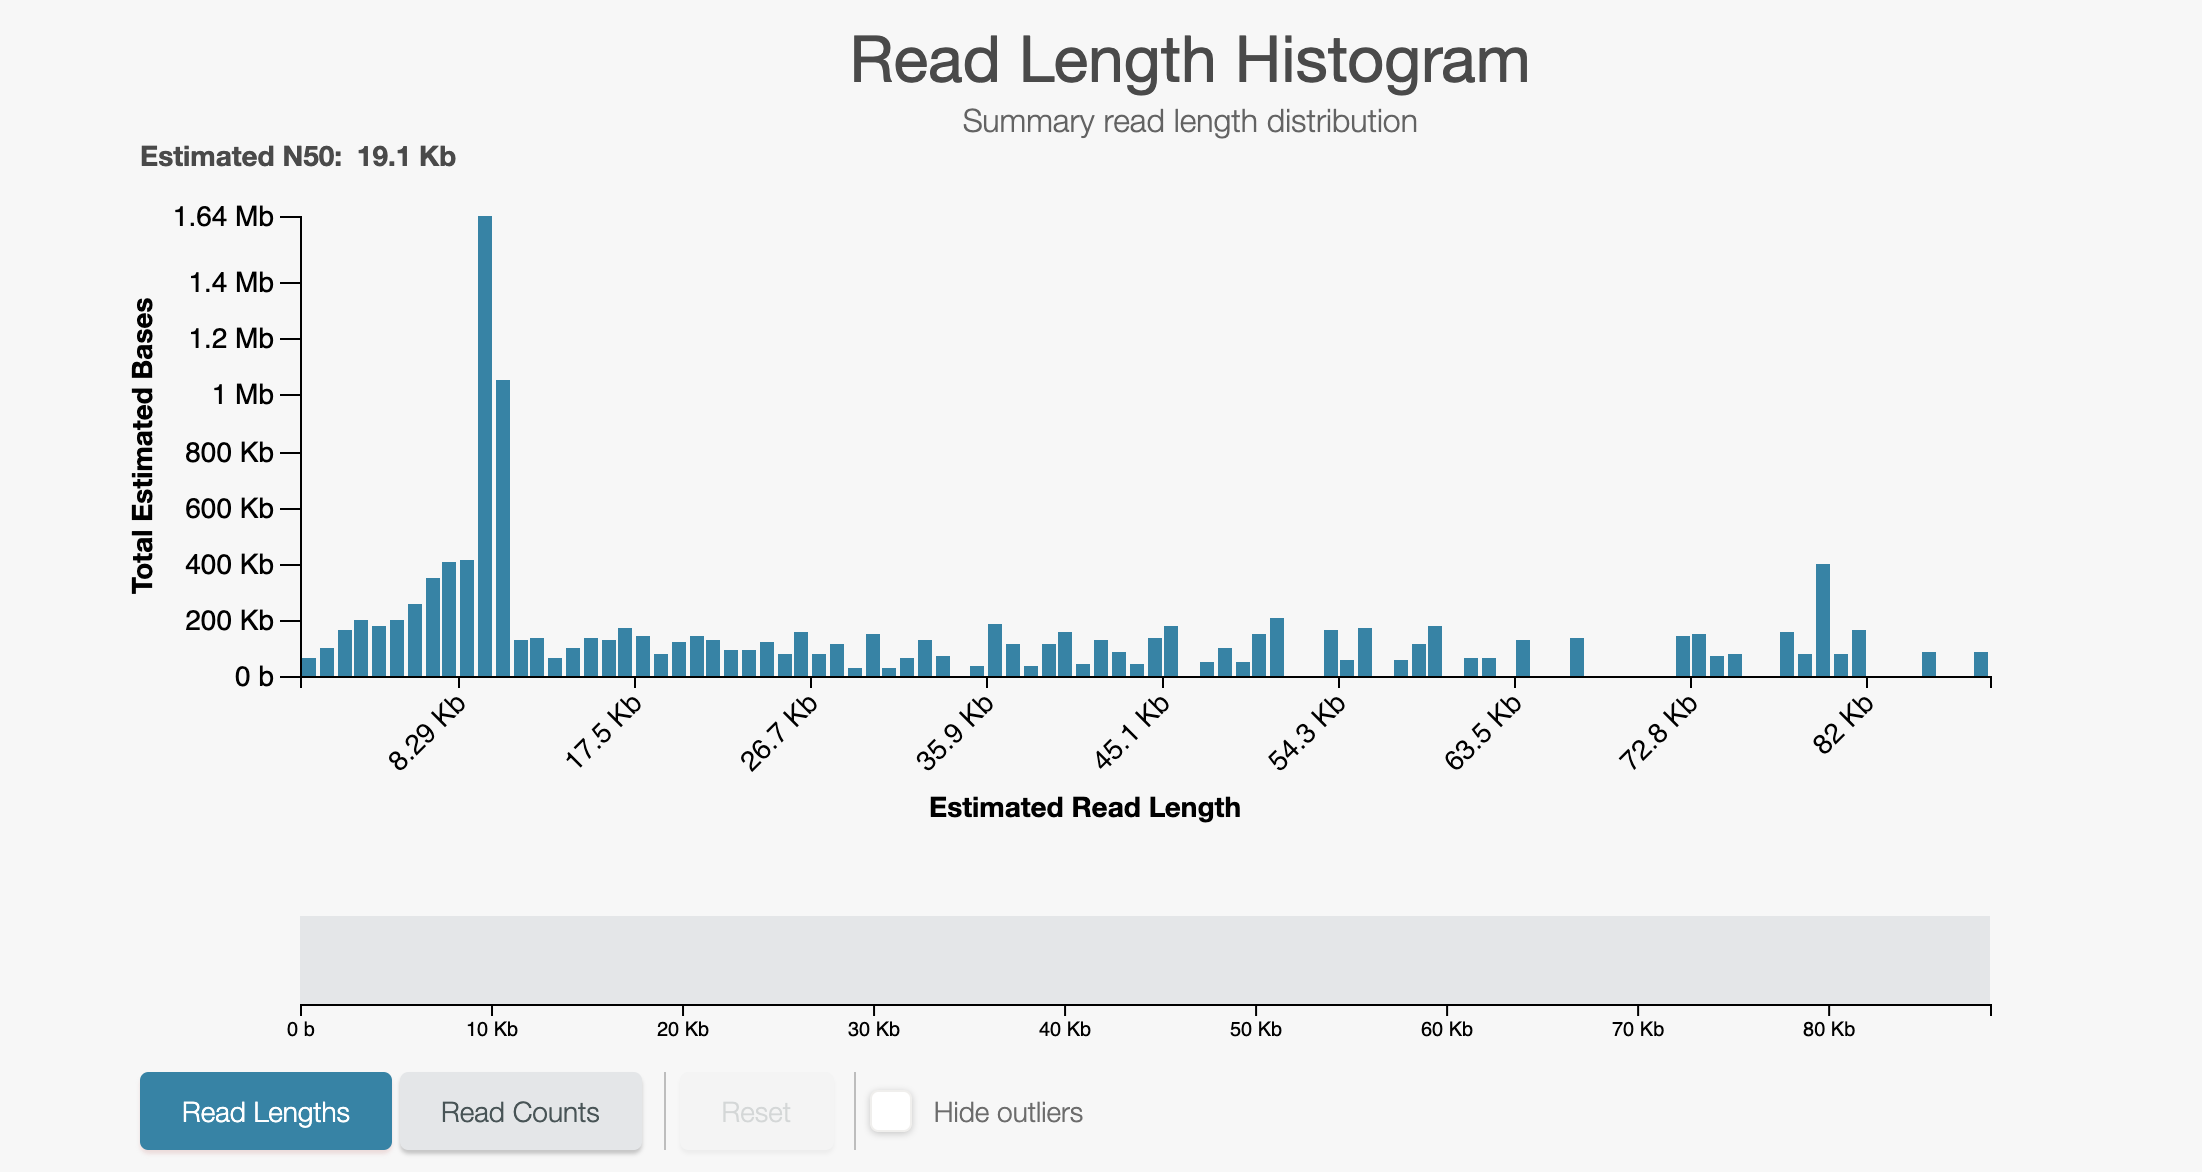 Read Length Histogram
Summary read length distribution
Estimated N50:  19.1 Kb
1.64 Mb
1.4 Mb
1.2 Mb
1 Mb
800 Kb
600 Kb
400 Kb
200 Kb
0 b
Total Estimated Bases
8.29 Kb
17.5 Kb
26.7 Kb
35.9 Kb
45.1 Kb
54.3 Kb
63.5 Kb
72.8 Kb
82 Kb
Estimated Read Length
0 b
10 Kb
20 Kb
30 Kb
40 Kb
50 Kb
60 Kb
70 Kb
80 Kb
Read Lengths
Read Counts
Reset
Hide outliers